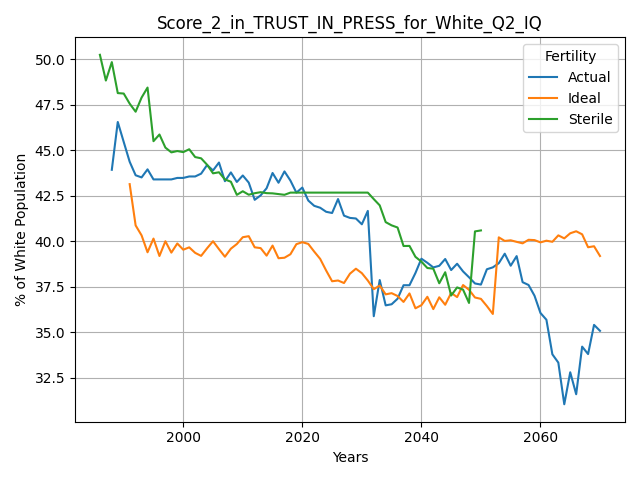 Score_2_in_TRUST_IN_PRESS_for_White_Q2_IQ
Fertility
Actual
Ideal
Sterile
% of White Population
50.0
47.5
45.0
42.5
40.0
37.5
35.0
32.5
2000
2020
2040
2060
Years